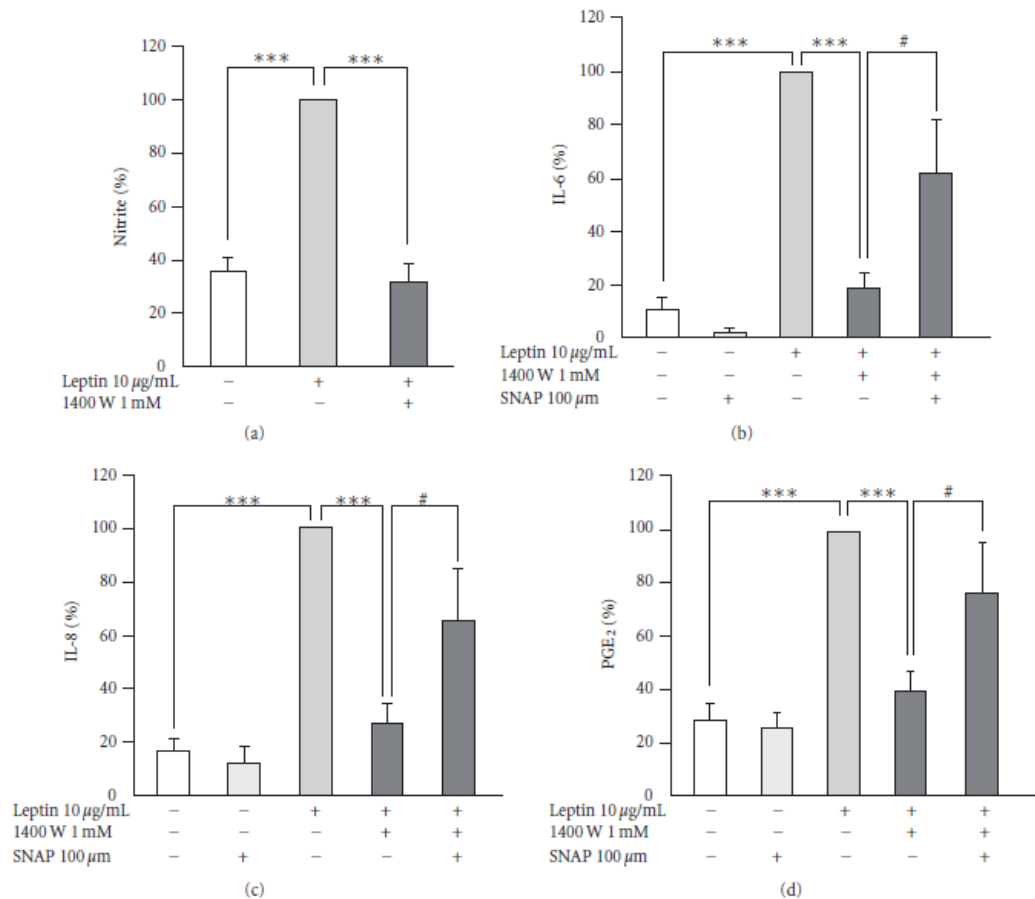 120
100
80
60
40
20
0
Nitrite (%)
*** ***
Leptin 10 μg/mL − + +
1400 W 1 mM − − +
(a)
120
100
80
60
40
20
0
IL-6 (%)
*** *** #
Leptin 10 μg/mL − − + + +
1400 W 1 mM − − − + +
SNAP 100 μm − + − − +
(b)
120
100
80
60
40
20
0
IL-8 (%)
*** *** #
Leptin 10 μg/mL − − + + +
1400 W 1 mM − − − + +
SNAP 100 μm − + − − +
(c)
120
100
80
60
40
20
0
PGE₂ (%)
*** *** #
Leptin 10 μg/mL − − + + +
1400 W 1 mM − − − + +
SNAP 100 μm − + − − +
(d)